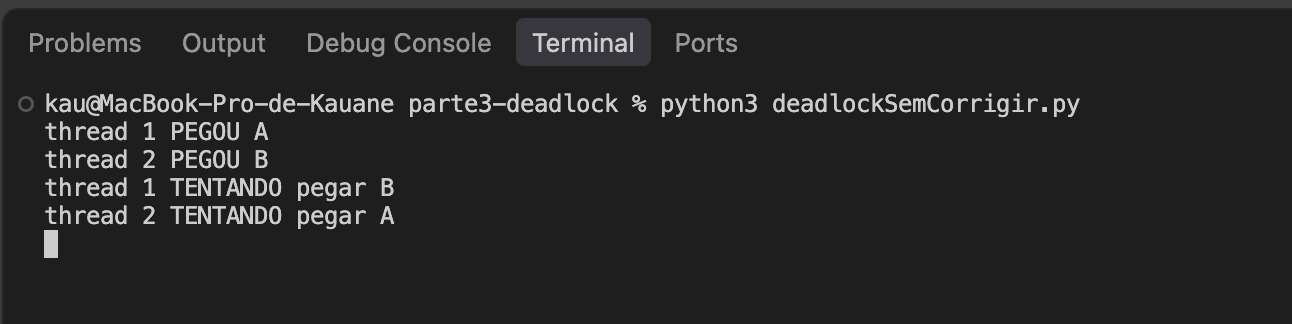 Problems Output Debug Console Terminal Ports
kau@MacBook-Pro-de-Kauane parte3-deadlock % python3 deadlockSemCorrigir.py
thread 1 PEGOU A
thread 2 PEGOU B
thread 1 TENTANDO pegar B
thread 2 TENTANDO pegar A